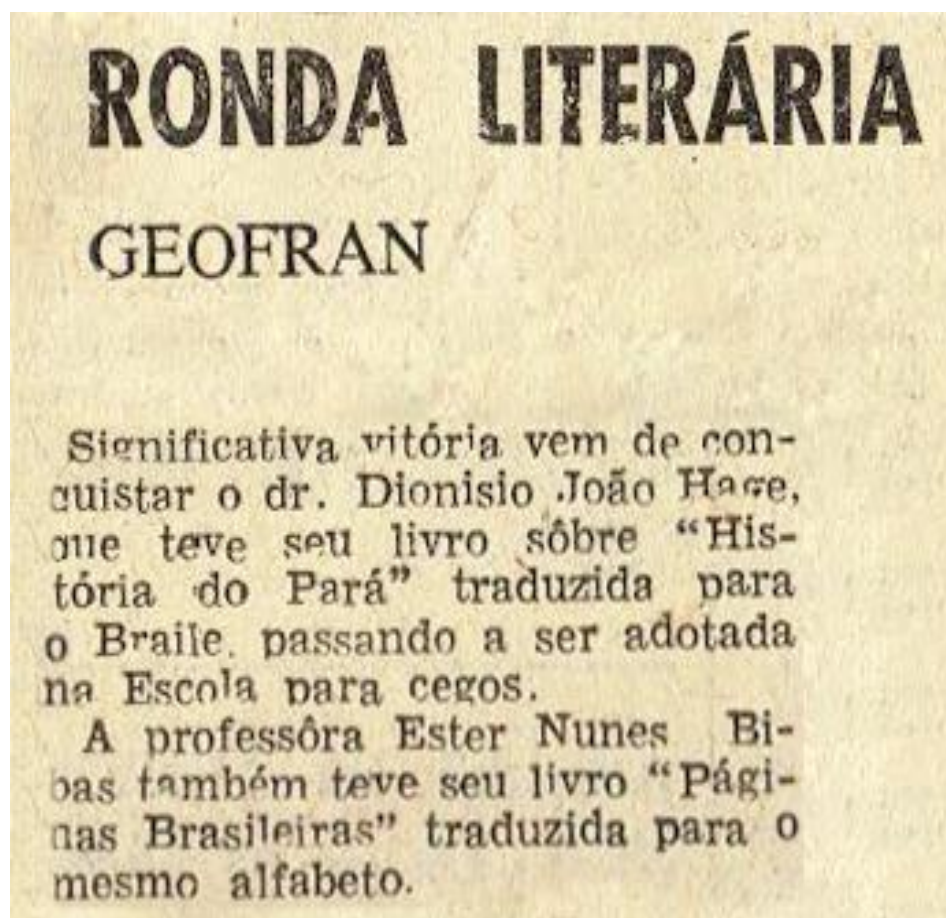 RONDA LITERÁRIA
GEOFRAN
Significativa vitória vem de con-
quistar o dr. Dionisio João Hage,
que teve seu livro sôbre “His-
tória do Pará” traduzida para
o Braile, passando a ser adotada
na Escola para cegos.
A professôra Ester Nunes Bi-
bas também teve seu livro “Pági-
nas Brasileiras” traduzida para o
mesmo alfabeto.